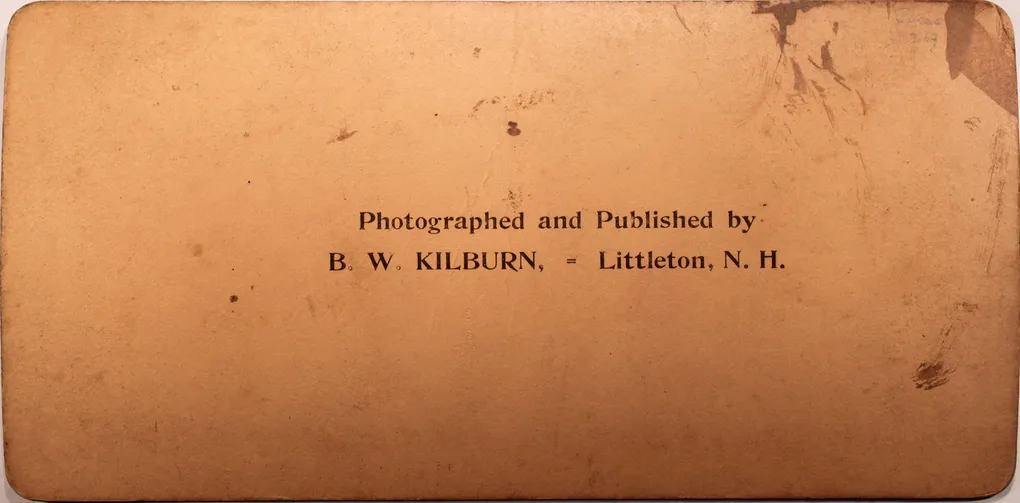 Photographed and Published by
B. W. KILBURN, = Littleton, N. H.